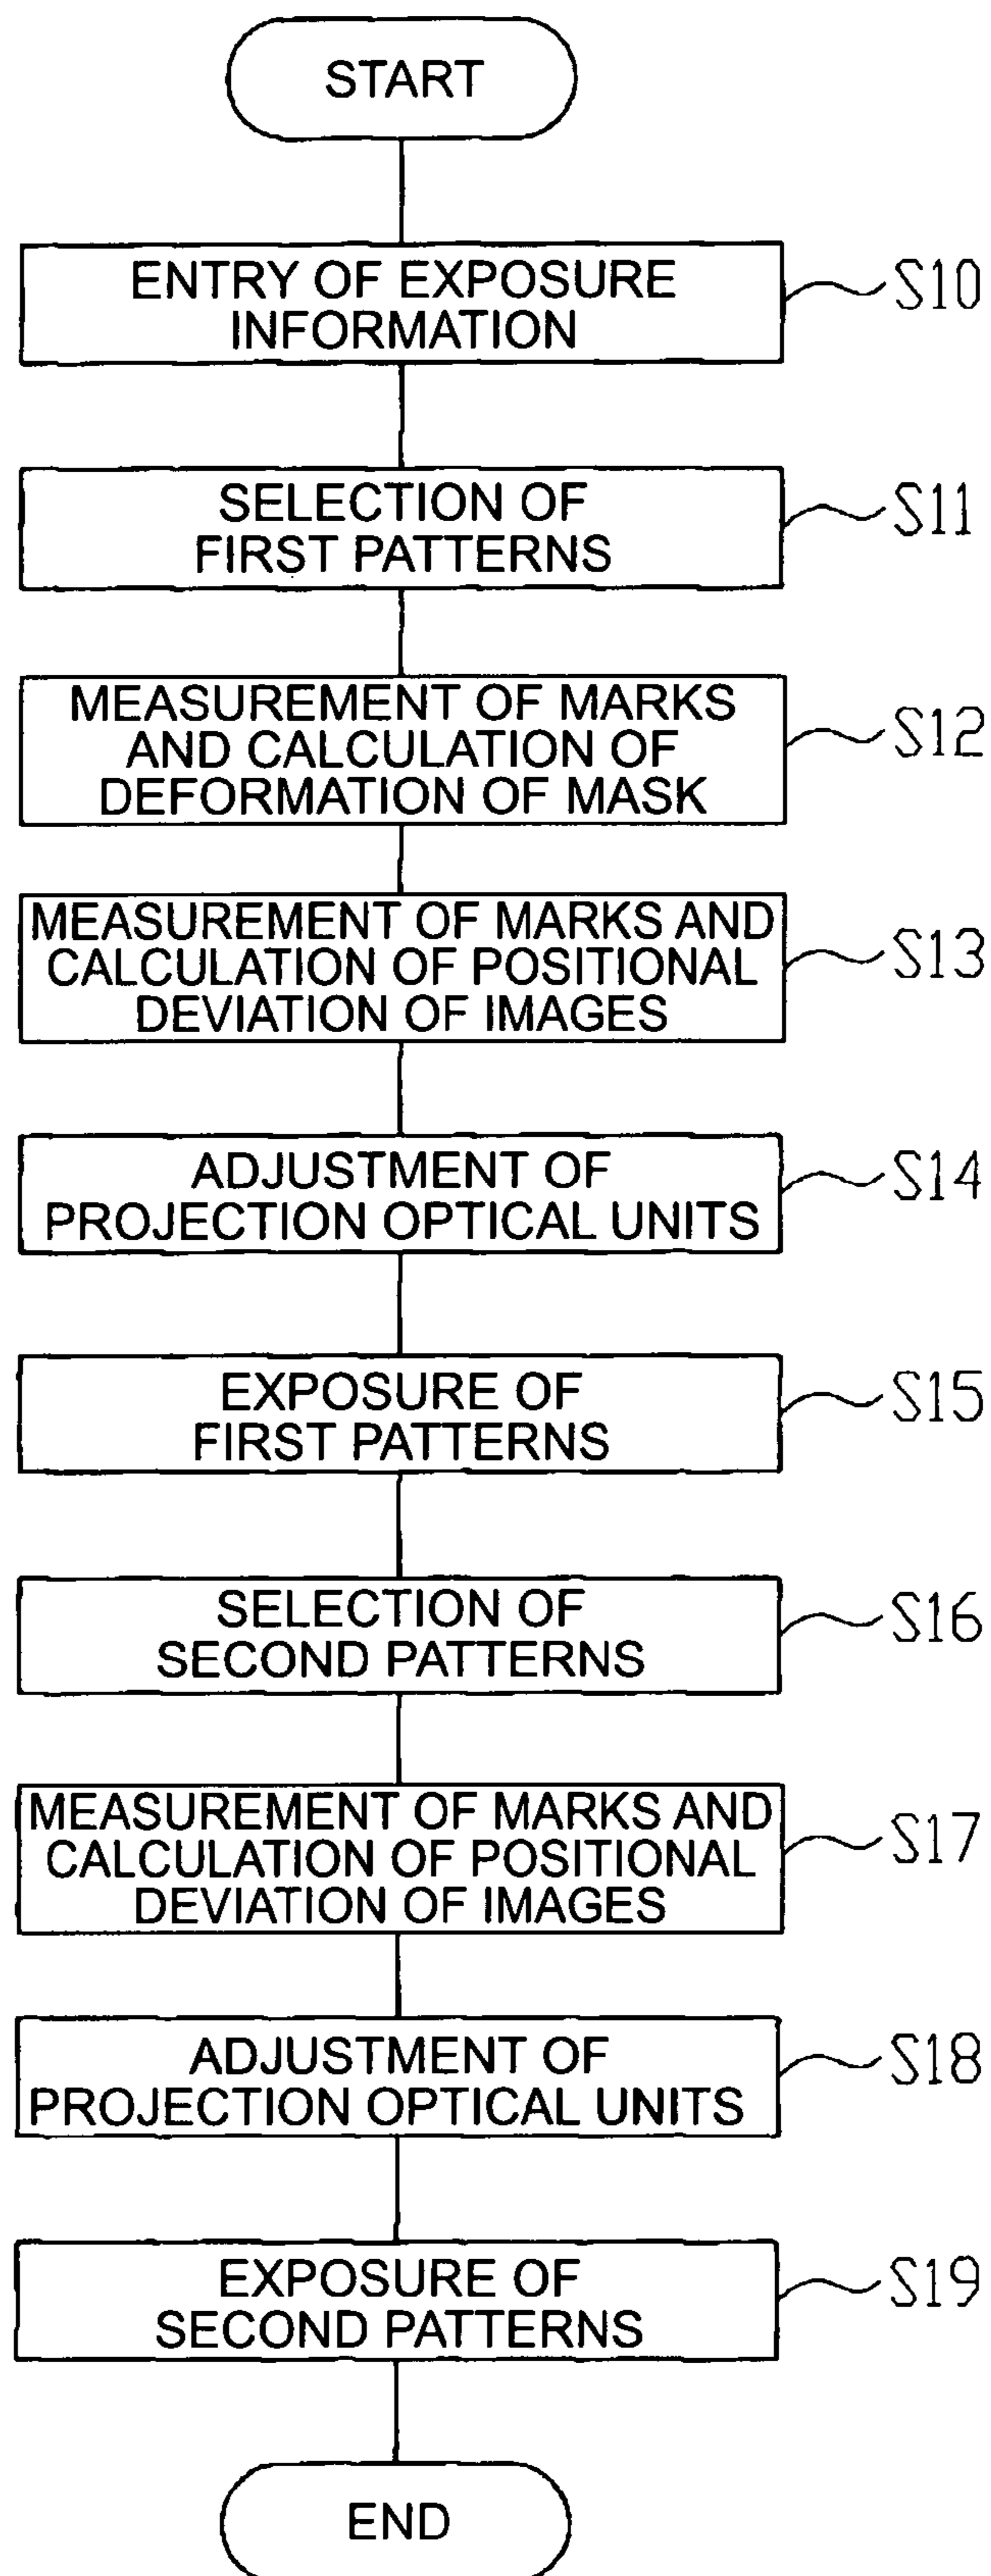 START
ENTRY OF EXPOSURE
INFORMATION
S10
SELECTION OF
FIRST PATTERNS
S11
MEASUREMENT OF MARKS
AND CALCULATION OF
DEFORMATION OF MASK
S12
MEASUREMENT OF MARKS AND
CALCULATION OF POSITIONAL
DEVIATION OF IMAGES
S13
ADJUSTMENT OF
PROJECTION OPTICAL UNITS
S14
EXPOSURE OF
FIRST PATTERNS
S15
SELECTION OF
SECOND PATTERNS
S16
MEASUREMENT OF MARKS AND
CALCULATION OF POSITIONAL
DEVIATION OF IMAGES
S17
ADJUSTMENT OF
PROJECTION OPTICAL UNITS
S18
EXPOSURE OF
SECOND PATTERNS
S19
END